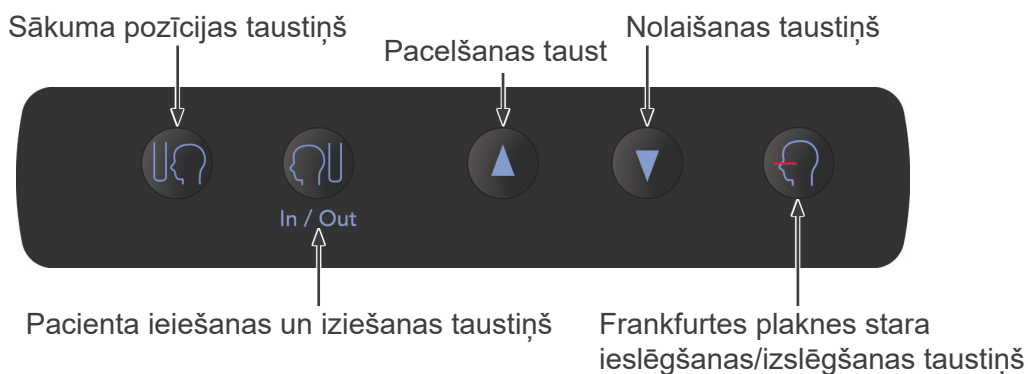 Sākuma pozīcijas taustiņš
Pacelšanas taust
Nolaišanas taustiņš
In / Out
Pacienta ieiešanas un iziešanas taustiņš
Frankfurtes plaknes stara
ieslēgšanas/izslēgšanas taustiņš